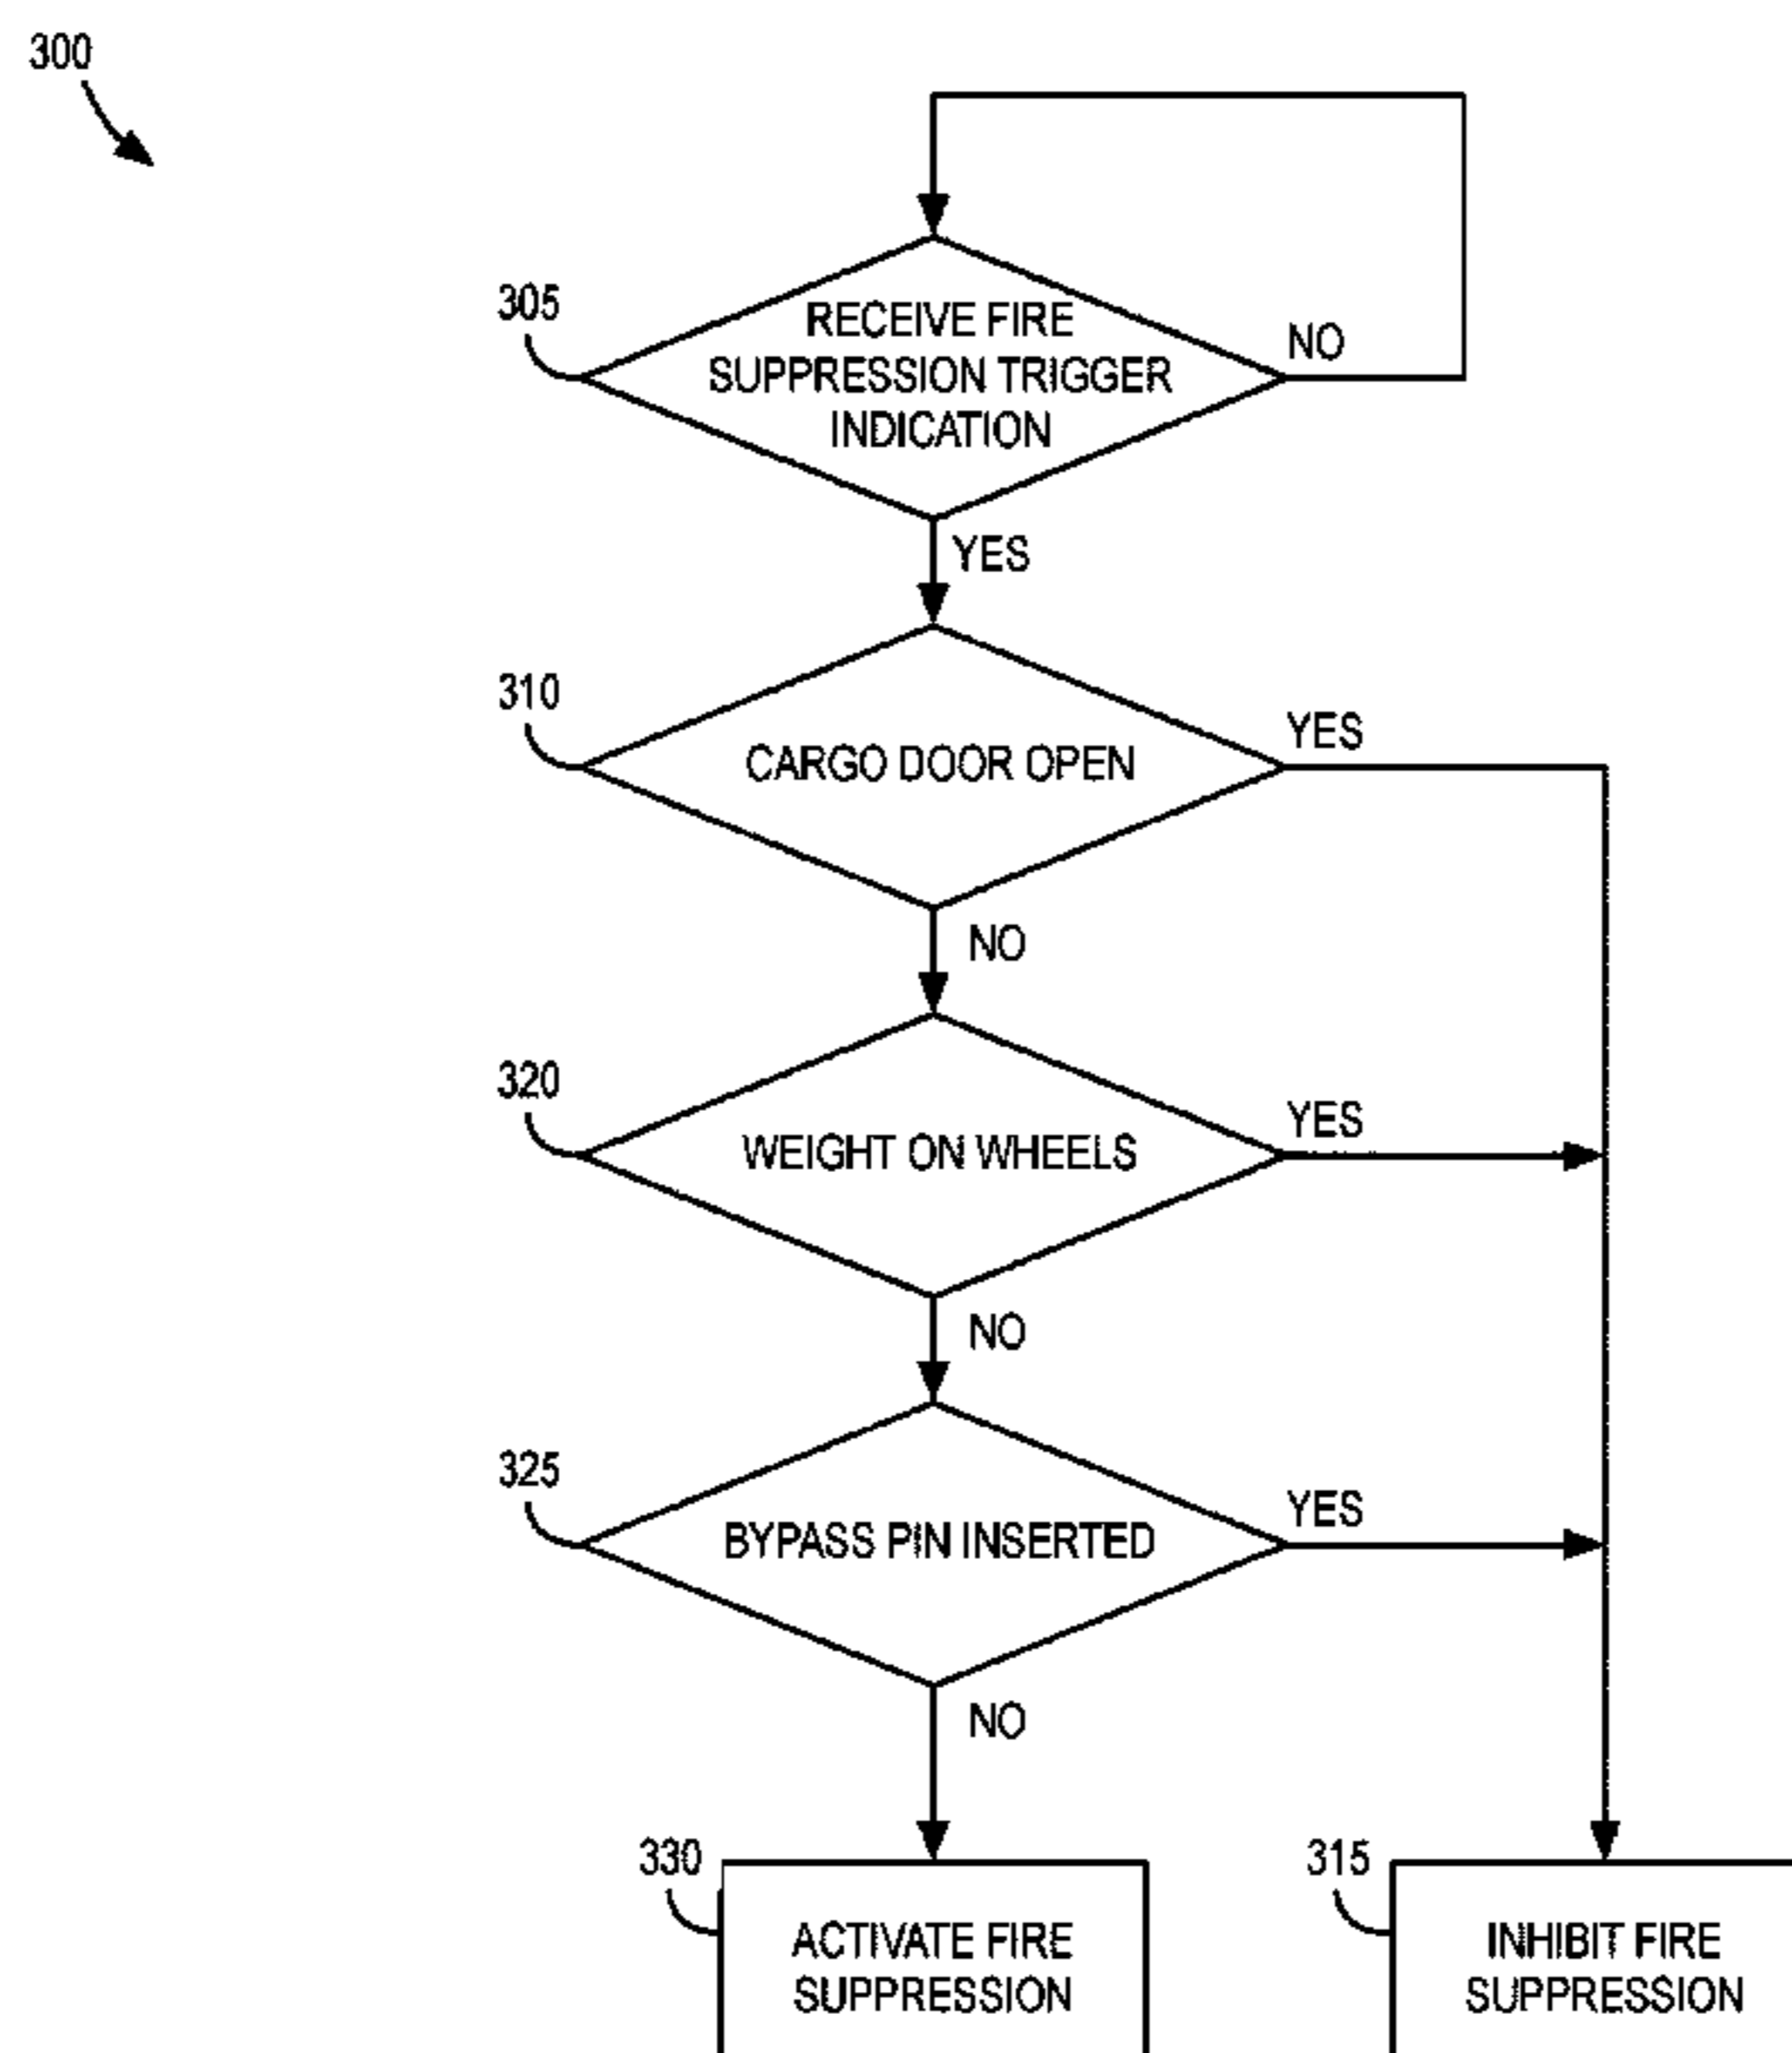 300
305
RECEIVE FIRE
SUPPRESSION TRIGGER
INDICATION
NO
YES
310
CARGO DOOR OPEN
YES
NO
320
WEIGHT ON WHEELS
YES
NO
325
BYPASS PIN INSERTED
YES
NO
330
ACTIVATE FIRE
SUPPRESSION
315
INHIBIT FIRE
SUPPRESSION